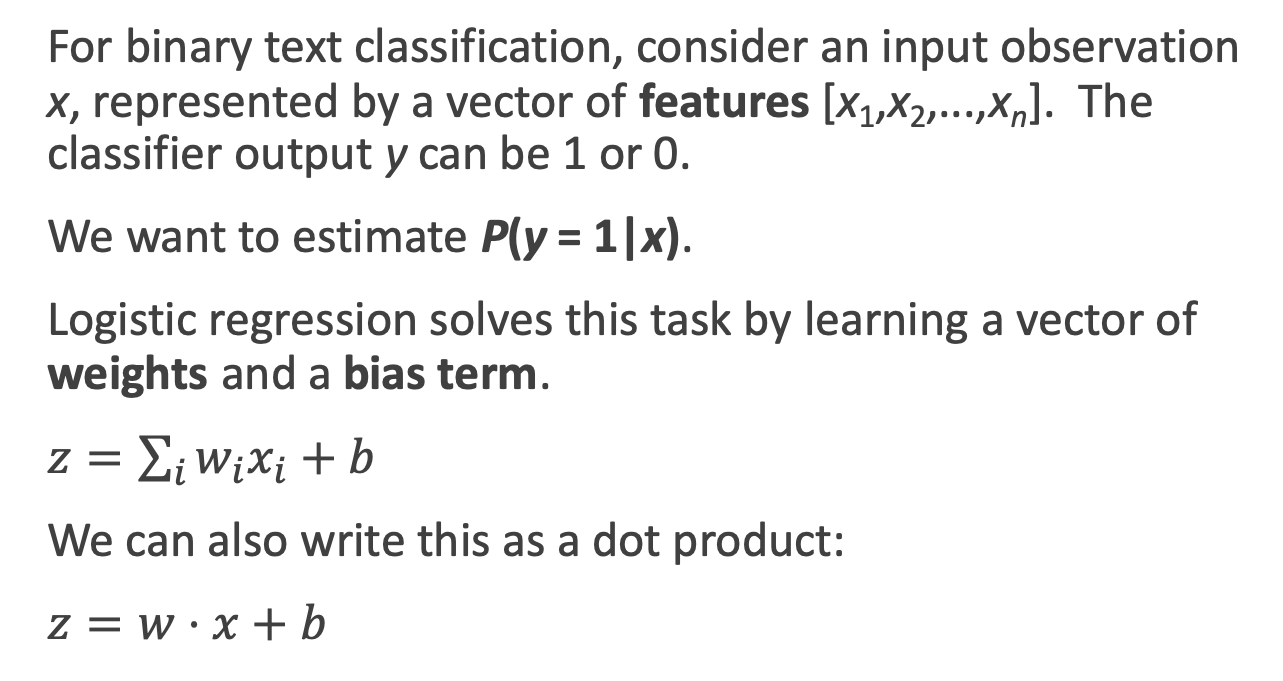 For binary text classification, consider an input observation
x, represented by a vector of features [x₁,x₂,...,xₙ]. The
classifier output y can be 1 or 0.
We want to estimate P(y = 1|x).
Logistic regression solves this task by learning a vector of
weights and a bias term.
z = ∑ᵢ wᵢxᵢ + b
We can also write this as a dot product:
z = w · x + b